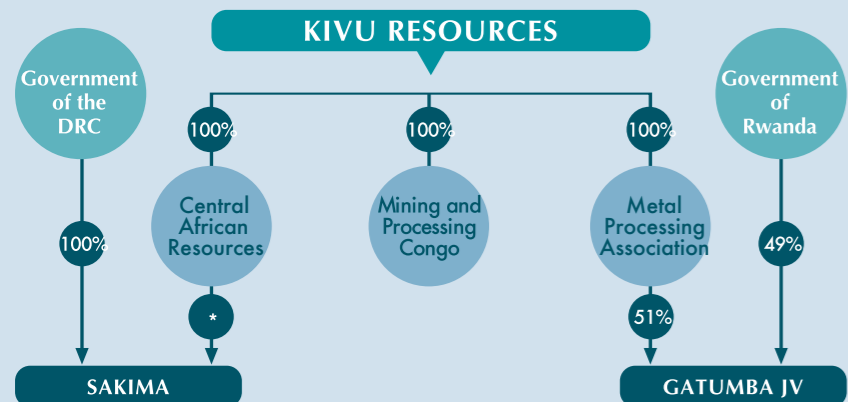 KIVU RESOURCES
Government
of the
DRC
Government
of
Rwanda
100%
100%
100%
Central
African
Resources
Mining and
Processing
Congo
Metal
Processing
Association
100%
49%
*
51%
SAKIMA
GATUMBA JV